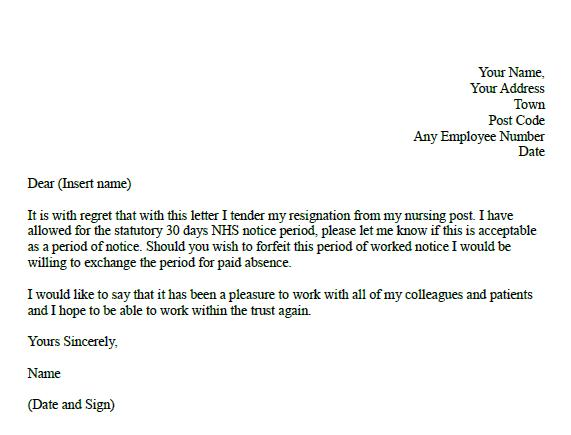 Your Name,
Your Address
Town
Post Code
Any Employee Number
Date
Dear (Insert name)
It is with regret that with this letter I tender my resignation from my nursing post. I have
allowed for the statutory 30 days NHS notice period, please let me know if this is acceptable
as a period of notice. Should you wish to forfeit this period of worked notice I would be
willing to exchange the period for paid absence.
I would like to say that it has been a pleasure to work with all of my colleagues and patients
and I hope to be able to work within the trust again.
Yours Sincerely,
Name
(Date and Sign)